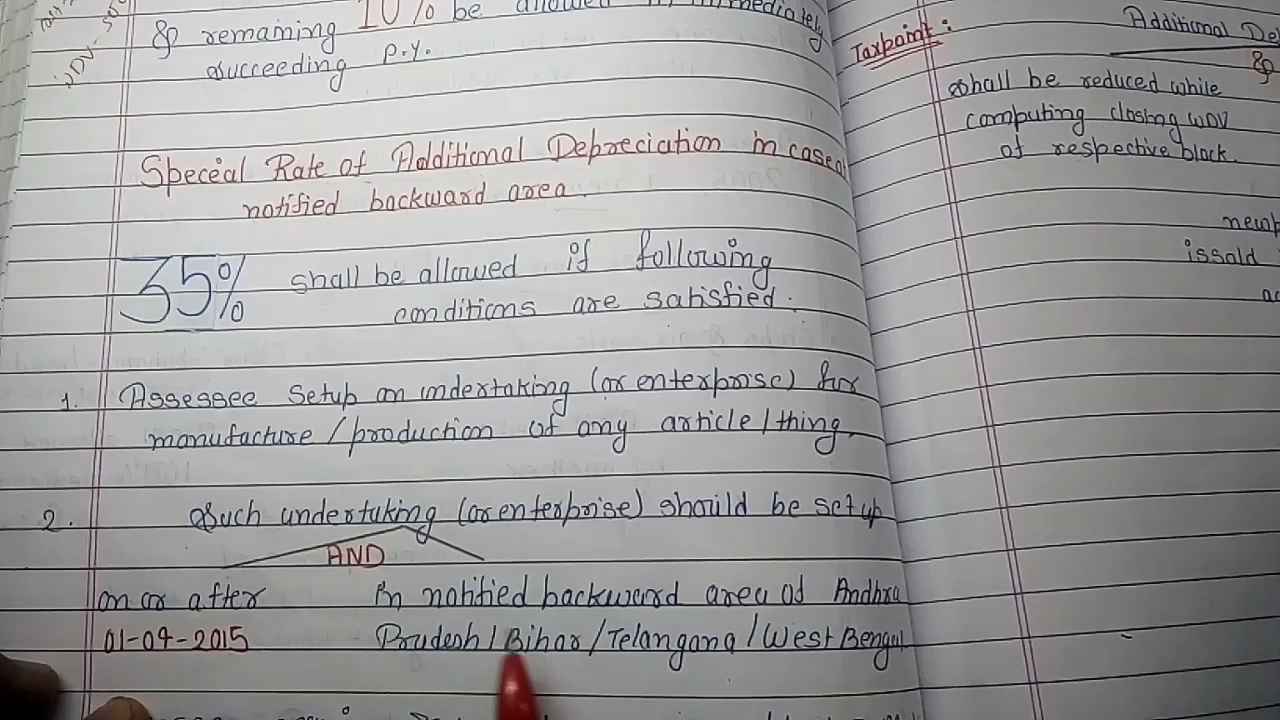 & remaining 10% be allowed in immediately
succeeding p.y.
Special Rate of Additional Depreciation in case of
notified backward area
35% shall be allowed if following
conditions are satisfied.
1. Assessee Setup an undertaking (or enterprise) for
manufacture/production of any article/thing
2. Such undertaking (or enterprise) should be setup
AND
on or after
01-04-2015
in notified backward area of Andhra
Pradesh/Bihar/Telangana/West Bengal
Taxpoint:
Additional De
&
shall be reduced while
computing closing WDV
of respective block.
new
is sold